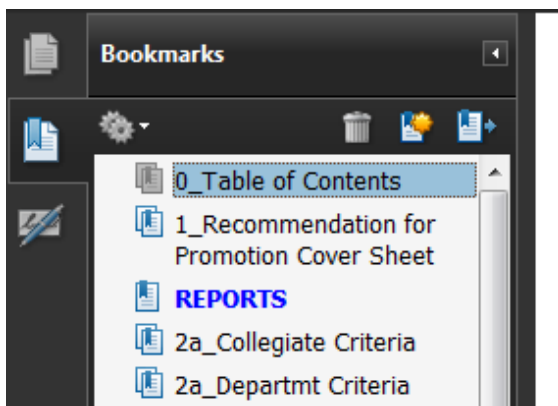 Bookmarks
0_Table of Contents
1_Recommendation for
Promotion Cover Sheet
REPORTS
2a_Collegiate Criteria
2a_Departmt Criteria